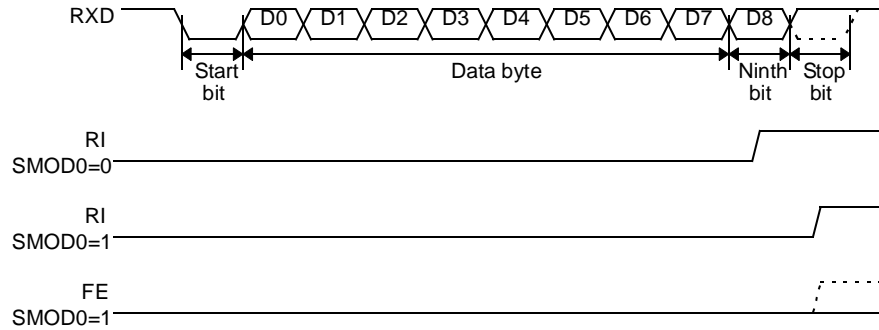 RXD D0 D1 D2 D3 D4 D5 D6 D7 D8
Start bit
Data byte
Ninth bit
Stop bit
RI
SMOD0=0
RI
SMOD0=1
FE
SMOD0=1